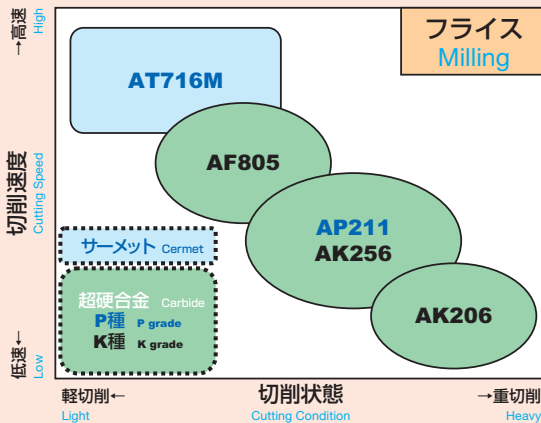 →高速
High
フライス
Milling
AT716M
AF805
切削速度
Cutting Speed
AP211
AK256
サーメット Cermet
超硬合金 Carbide
P種 P grade
K種 K grade
AK206
低速←
Low
軽切削←
Light
切削状態
Cutting Condition
→重切削
Heavy